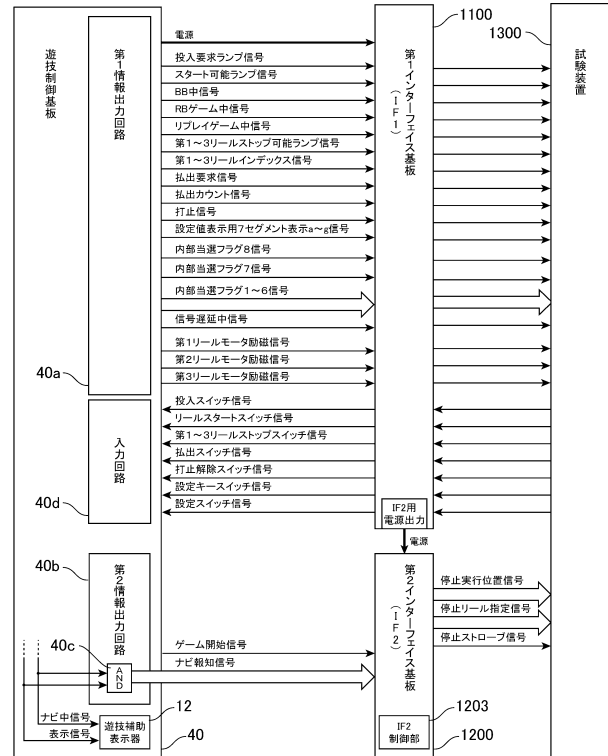 1100
1300
遊技制御基板
第1情報出力回路
第1インターフェイス基板
(IF1)
試験装置
電源
投入要求ランプ信号
スタート可能ランプ信号
BB中信号
RBゲーム中信号
リプレイゲーム中信号
第1～3リールストップ可能ランプ信号
第1～3リールインデックス信号
払出要求信号
払出カウント信号
打止信号
設定値表示用7セグメント表示a～g信号
内部当選フラグ8信号
内部当選フラグ7信号
内部当選フラグ1～6信号
信号遅延中信号
第1リールモータ励磁信号
第2リールモータ励磁信号
第3リールモータ励磁信号
40a
入力回路
投入スイッチ信号
リールスタートスイッチ信号
第1～3リールストップスイッチ信号
払出スイッチ信号
打止解除スイッチ信号
設定キースイッチ信号
設定スイッチ信号
40d
IF2用
電源出力
電源
40b
第2情報出力回路
第2インターフェイス基板
(IF2)
停止実行位置信号
停止リール指定信号
停止ストローブ信号
40c
AND
ゲーム開始信号
ナビ報知信号
ナビ中信号
表示信号
12
遊技補助
表示器
40
1203
IF2
制御部
1200